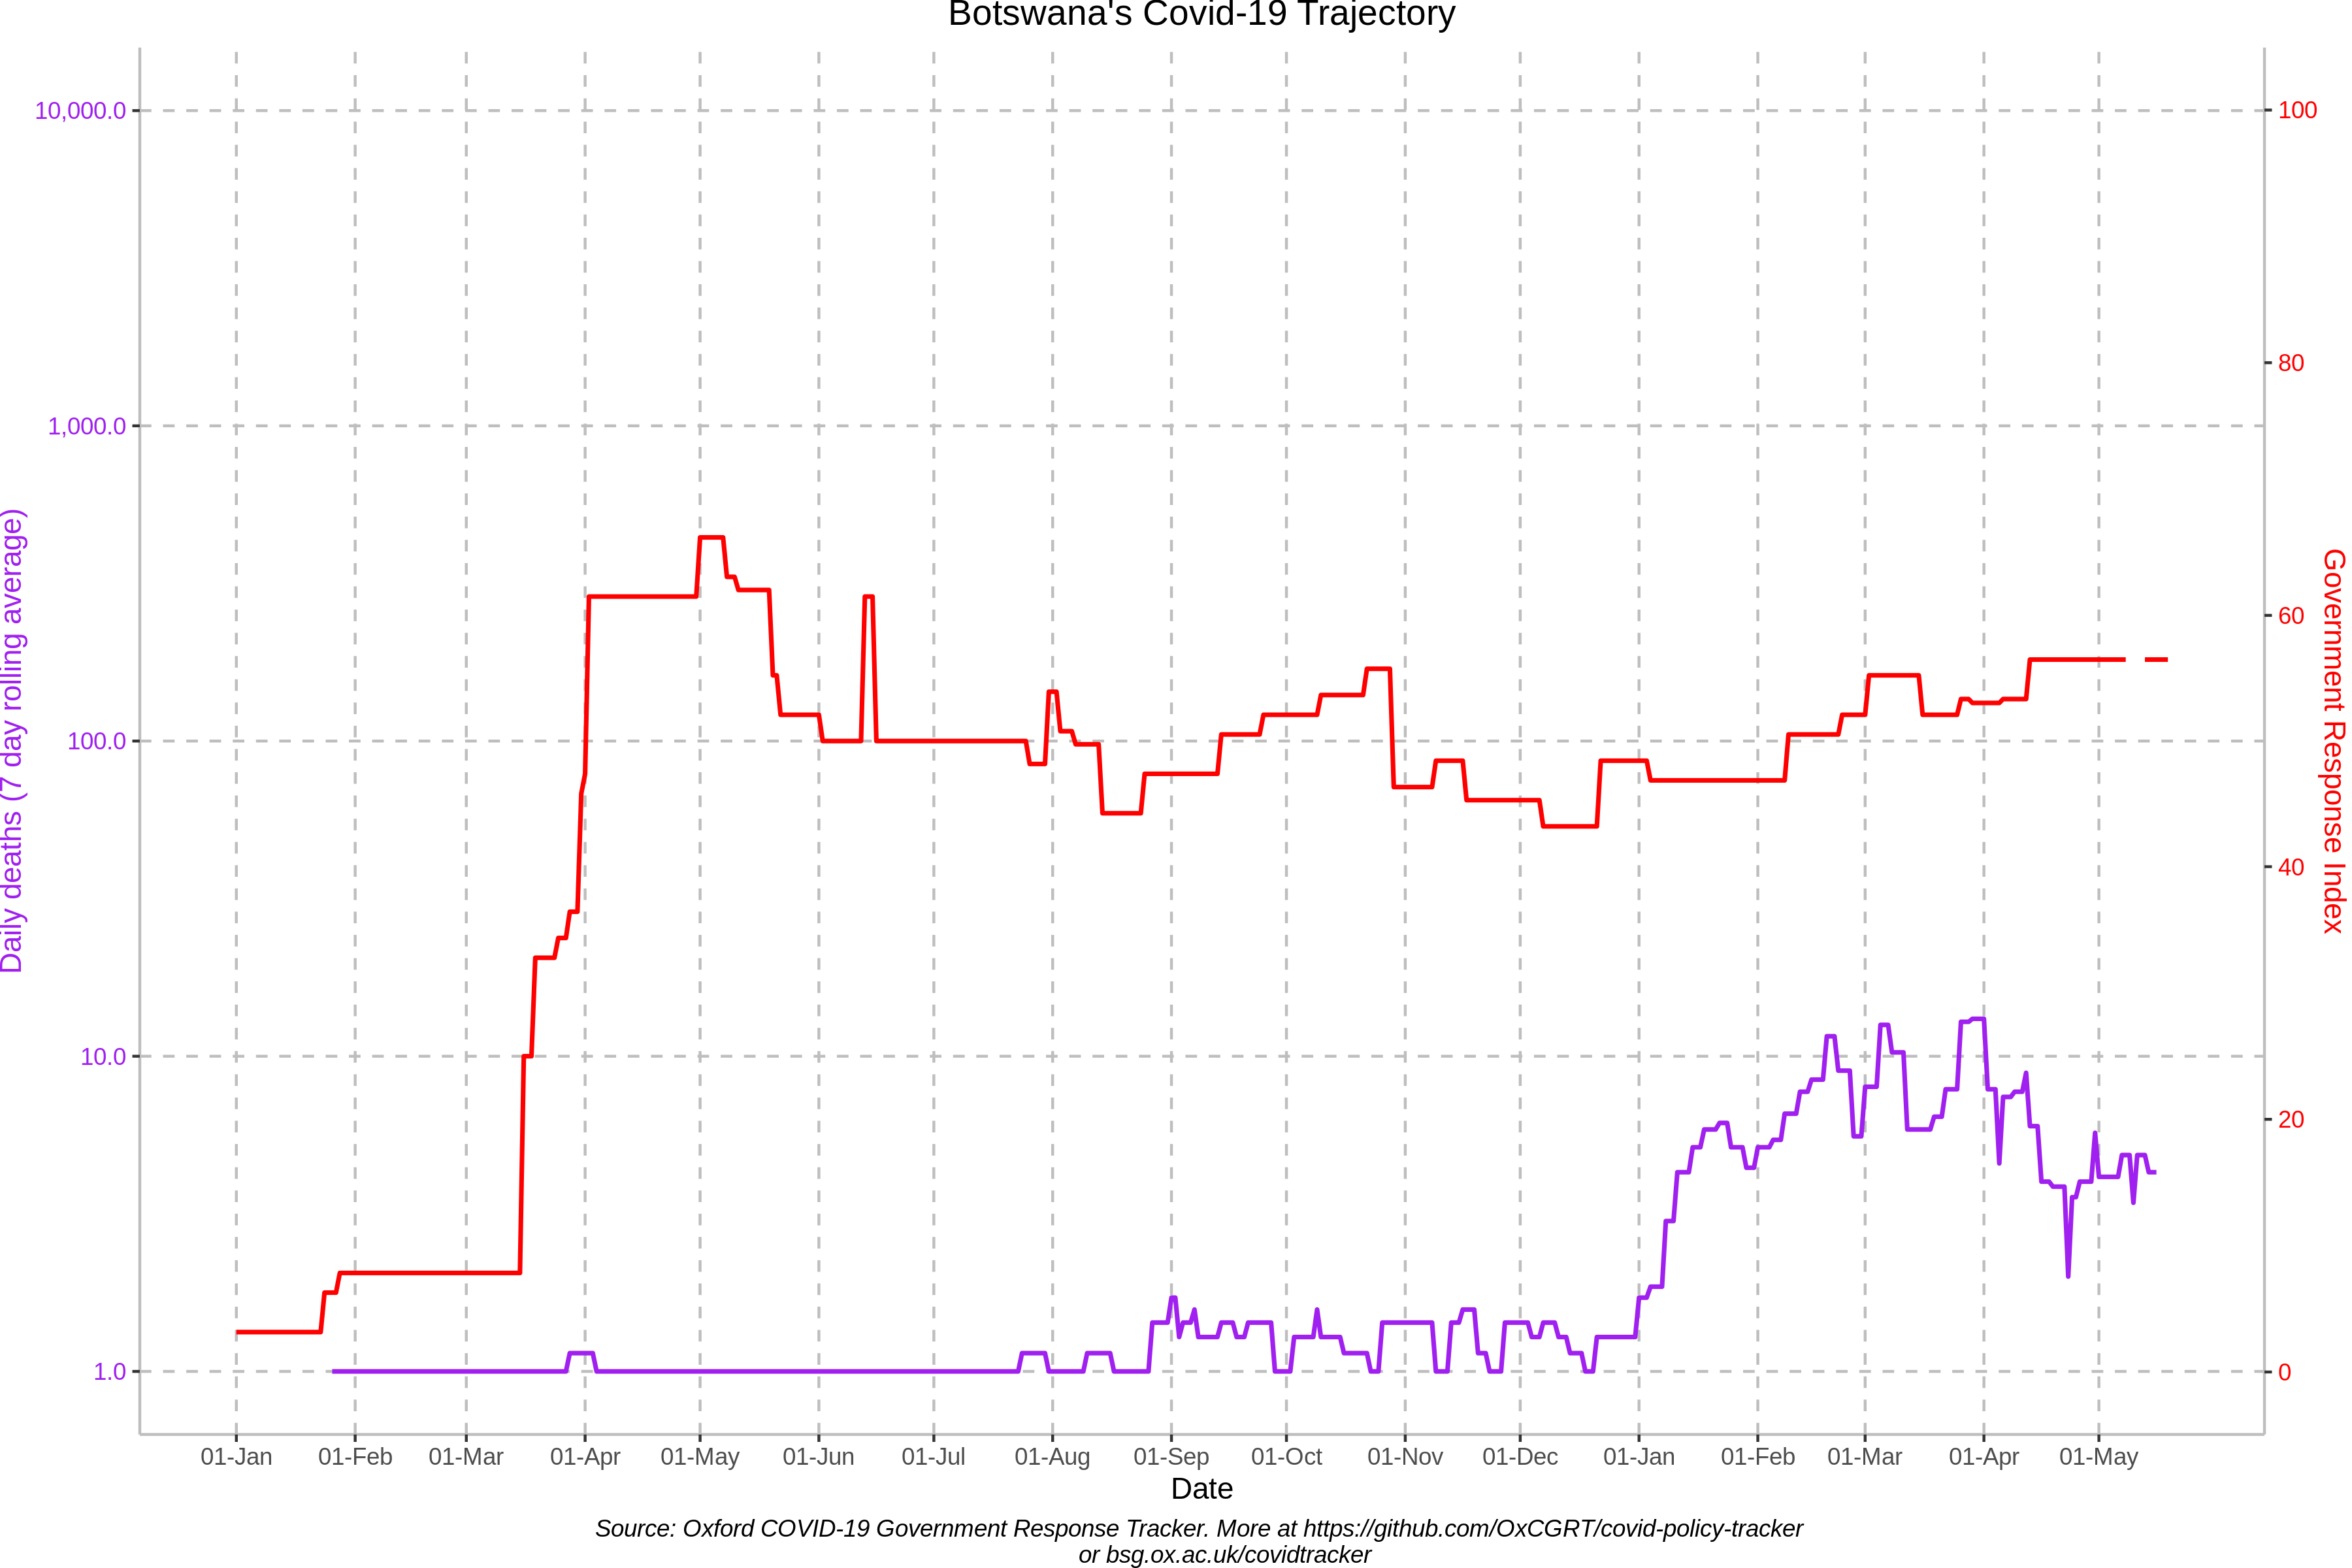 Botswana's Covid-19 Trajectory
10,000.0
1,000.0
100.0
10.0
1.0
Daily deaths (7 day rolling average)
100
80
60
40
20
0
Government Response Index
01-Jan 01-Feb 01-Mar 01-Apr 01-May 01-Jun 01-Jul 01-Aug 01-Sep 01-Oct 01-Nov 01-Dec 01-Jan 01-Feb 01-Mar 01-Apr 01-May
Date
Source: Oxford COVID-19 Government Response Tracker. More at https://github.com/OxCGRT/covid-policy-tracker
or bsg.ox.ac.uk/covidtracker